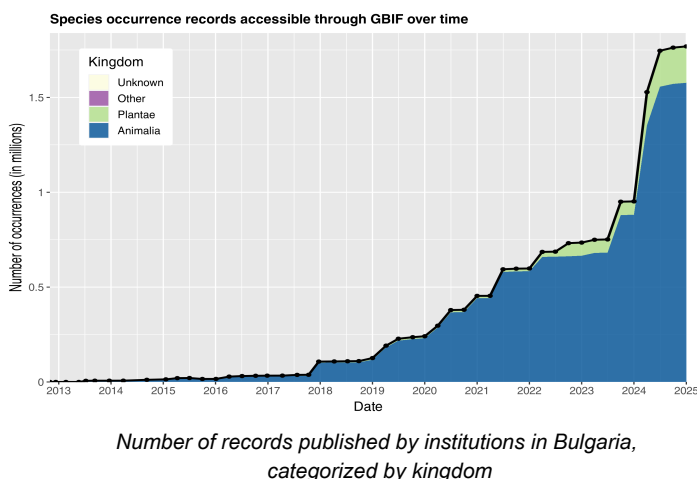 Species occurrence records accessible through GBIF over time
Kingdom
Unknown
Other
Plantae
Animalia
Number of occurrences (in millions)
1.5
1
0.5
0
2013 2014 2015 2016 2017 2018 2019 2020 2021 2022 2023 2024 2025
Date
Number of records published by institutions in Bulgaria,
categorized by kingdom